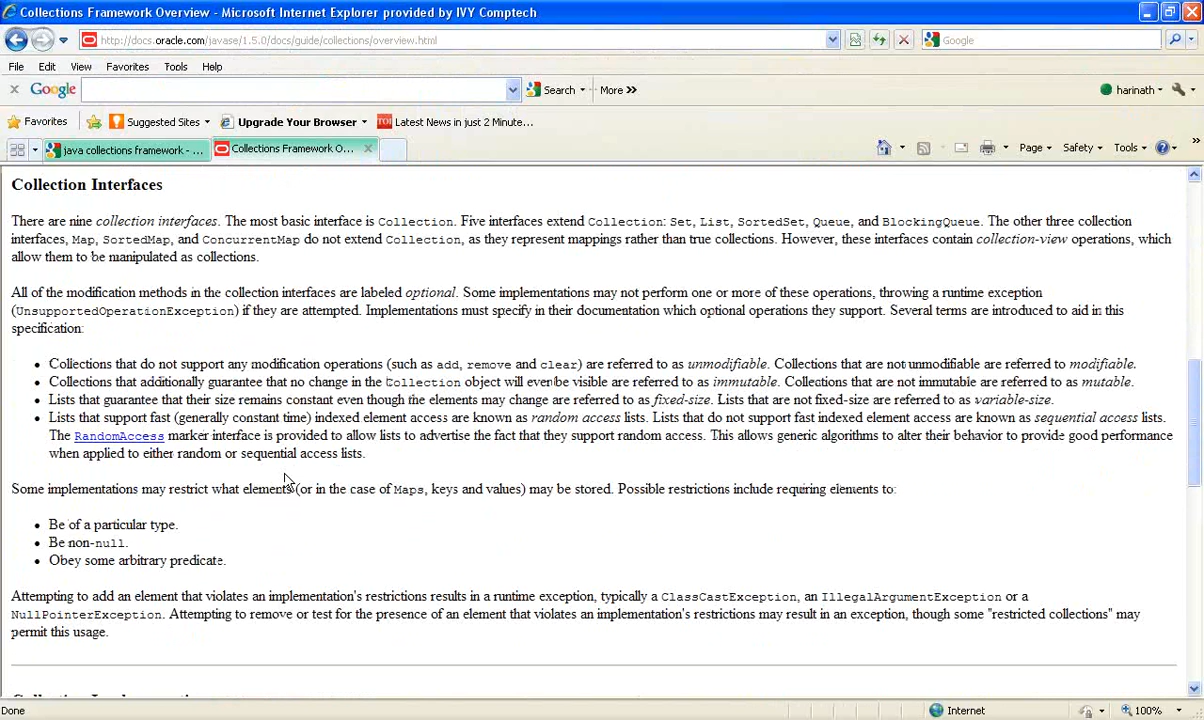 Collections Framework Overview - Microsoft Internet Explorer provided by IVY Comptech
http://docs.oracle.com/javase/1.5.0/docs/guide/collections/overview.html
Google
File Edit View Favorites Tools Help
Google Search More »
harinath
Favorites Suggested Sites Upgrade Your Browser TOI Latest News in just 2 Minute...
java collections framework - ... Collections Framework O... Page Safety Tools
Collection Interfaces
There are nine collection interfaces. The most basic interface is Collection. Five interfaces extend Collection: Set, List, SortedSet, Queue, and BlockingQueue. The other three collection
interfaces, Map, SortedMap, and ConcurrentMap do not extend Collection, as they represent mappings rather than true collections. However, these interfaces contain collection-view operations, which
allow them to be manipulated as collections.
All of the modification methods in the collection interfaces are labeled optional. Some implementations may not perform one or more of these operations, throwing a runtime exception
(UnsupportedOperationException) if they are attempted. Implementations must specify in their documentation which optional operations they support. Several terms are introduced to aid in this
specification:
• Collections that do not support any modification operations (such as add, remove and clear) are referred to as unmodifiable. Collections that are not unmodifiable are referred to modifiable.
• Collections that additionally guarantee that no change in the Collection object will even be visible are referred to as immutable. Collections that are not immutable are referred to as mutable.
• Lists that guarantee that their size remains constant even though the elements may change are referred to as fixed-size. Lists that are not fixed-size are referred to as variable-size.
• Lists that support fast (generally constant time) indexed element access are known as random access lists. Lists that do not support fast indexed element access are known as sequential access lists.
The RandomAccess marker interface is provided to allow lists to advertise the fact that they support random access. This allows generic algorithms to alter their behavior to provide good performance
when applied to either random or sequential access lists.
Some implementations may restrict what elements (or in the case of Maps, keys and values) may be stored. Possible restrictions include requiring elements to:
• Be of a particular type.
• Be non-null.
• Obey some arbitrary predicate.
Attempting to add an element that violates an implementation's restrictions results in a runtime exception, typically a ClassCastException, an IllegalArgumentException or a
NullPointerException. Attempting to remove or test for the presence of an element that violates an implementation's restrictions may result in an exception, though some "restricted collections" may
permit this usage.
Done Internet 100%